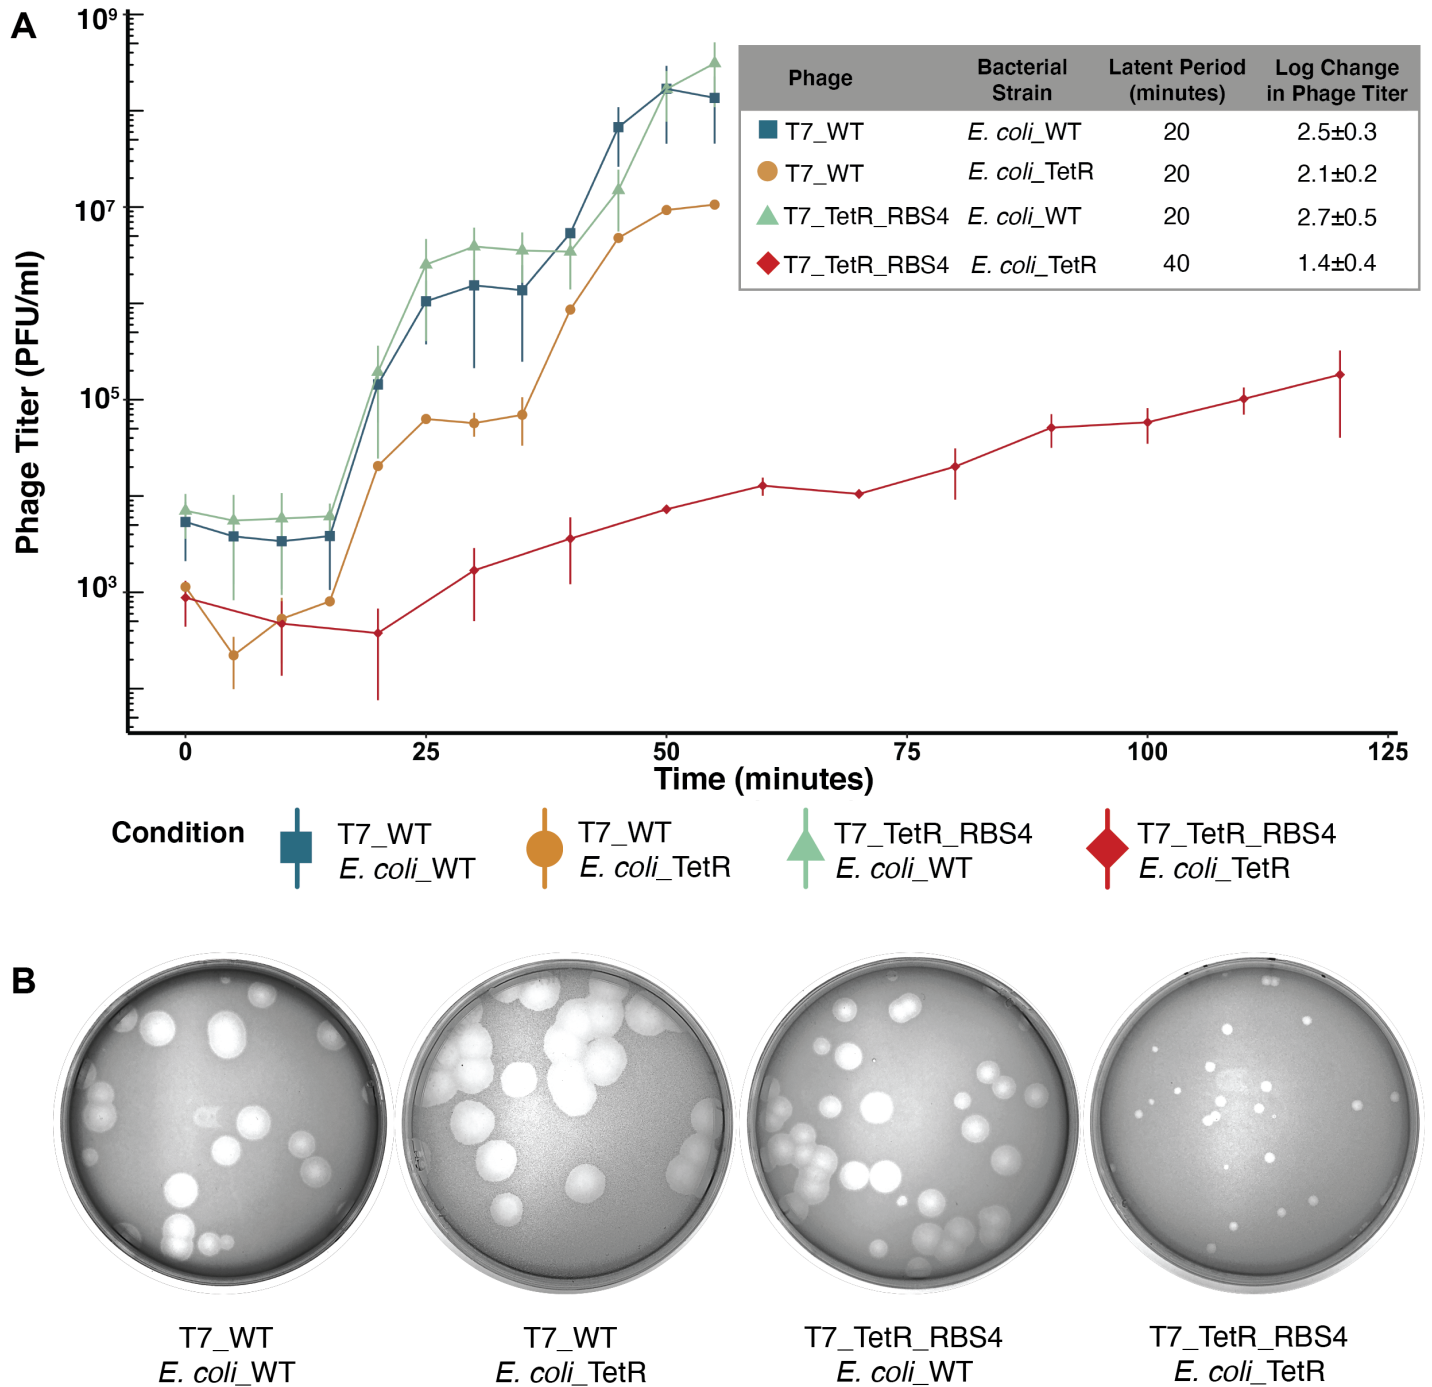 A
10⁹
10⁷
10⁵
10³
Phage Titer (PFU/ml)
0 25 50 75 100 125
Time (minutes)
Phage Bacterial Strain Latent Period (minutes) Log Change in Phage Titer
T7_WT E. coli_WT 20 2.5±0.3
T7_WT E. coli_TetR 20 2.1±0.2
T7_TetR_RBS4 E. coli_WT 20 2.7±0.5
T7_TetR_RBS4 E. coli_TetR 40 1.4±0.4
Condition
T7_WT
E. coli_WT
T7_WT
E. coli_TetR
T7_TetR_RBS4
E. coli_WT
T7_TetR_RBS4
E. coli_TetR
B
T7_WT
E. coli_WT
T7_WT
E. coli_TetR
T7_TetR_RBS4
E. coli_WT
T7_TetR_RBS4
E. coli_TetR